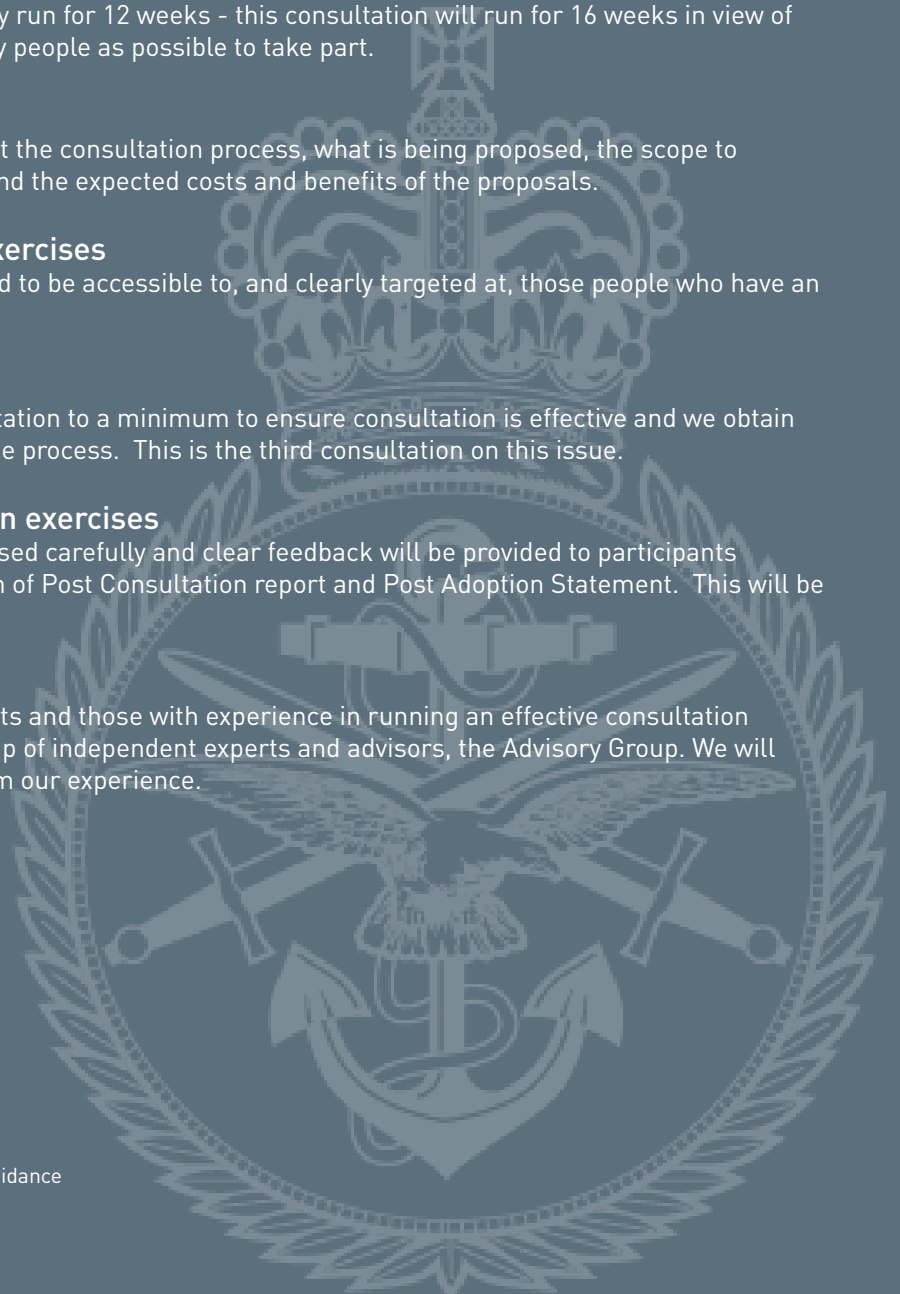 y run for 12 weeks - this consultation will run for 16 weeks in view of
y people as possible to take part.
t the consultation process, what is being proposed, the scope to
nd the expected costs and benefits of the proposals.
xercises
d to be accessible to, and clearly targeted at, those people who have an
tation to a minimum to ensure consultation is effective and we obtain
e process.  This is the third consultation on this issue.
n exercises
sed carefully and clear feedback will be provided to participants
n of Post Consultation report and Post Adoption Statement.  This will be
ts and those with experience in running an effective consultation
p of independent experts and advisors, the Advisory Group. We will
m our experience.
idance